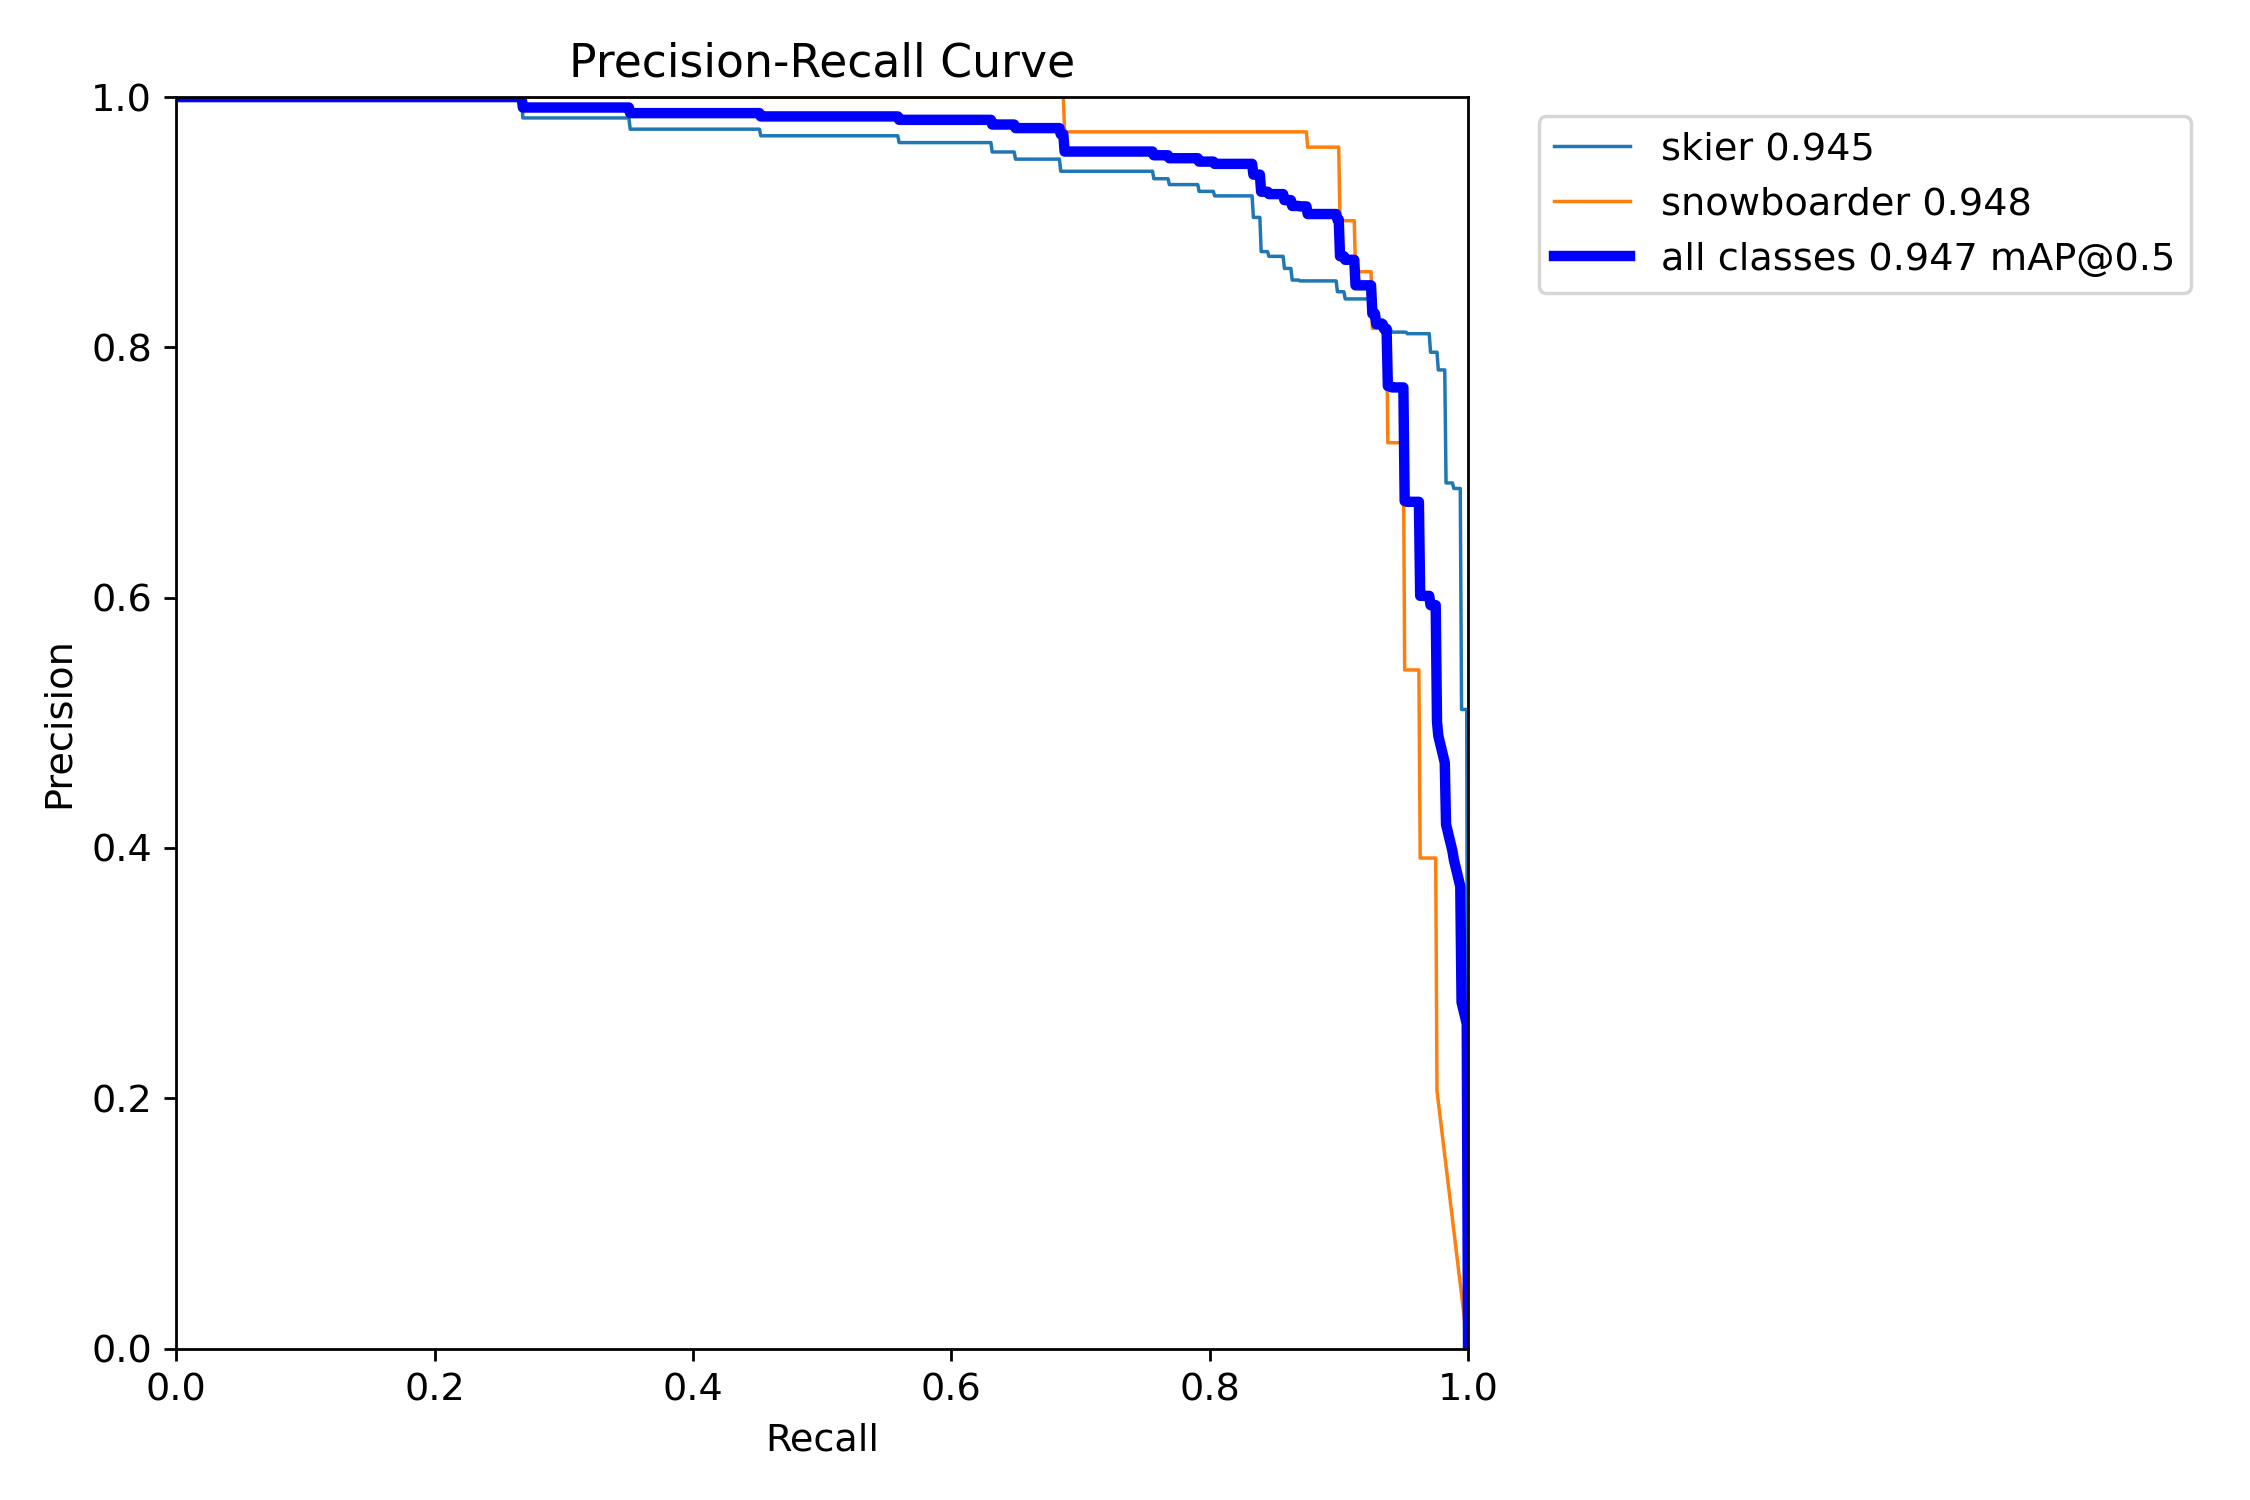 Precision-Recall Curve
1.0
0.8
0.6
0.4
0.2
0.0
Precision
0.0 0.2 0.4 0.6 0.8 1.0
Recall
skier 0.945
snowboarder 0.948
all classes 0.947 mAP@0.5